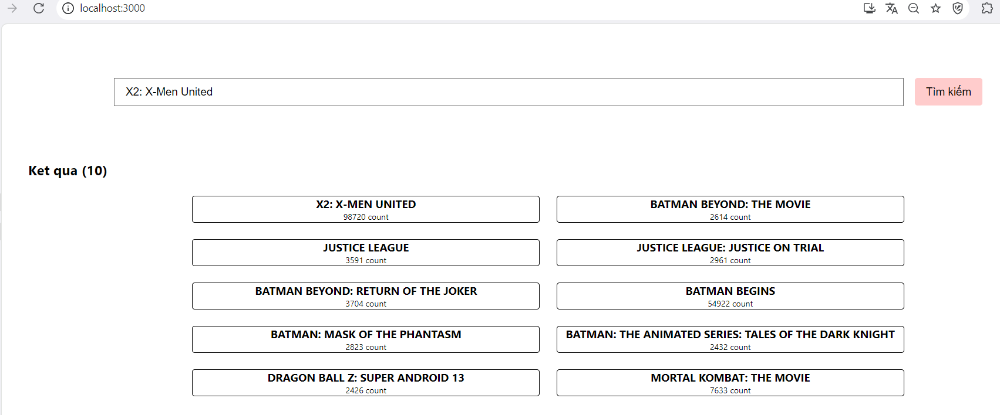 localhost:3000
X2: X-Men United
Tìm kiếm
Ket qua (10)
X2: X-MEN UNITED
98720 count
BATMAN BEYOND: THE MOVIE
2614 count
JUSTICE LEAGUE
3591 count
JUSTICE LEAGUE: JUSTICE ON TRIAL
2961 count
BATMAN BEYOND: RETURN OF THE JOKER
3704 count
BATMAN BEGINS
54922 count
BATMAN: MASK OF THE PHANTASM
2823 count
BATMAN: THE ANIMATED SERIES: TALES OF THE DARK KNIGHT
2432 count
DRAGON BALL Z: SUPER ANDROID 13
2426 count
MORTAL KOMBAT: THE MOVIE
7633 count